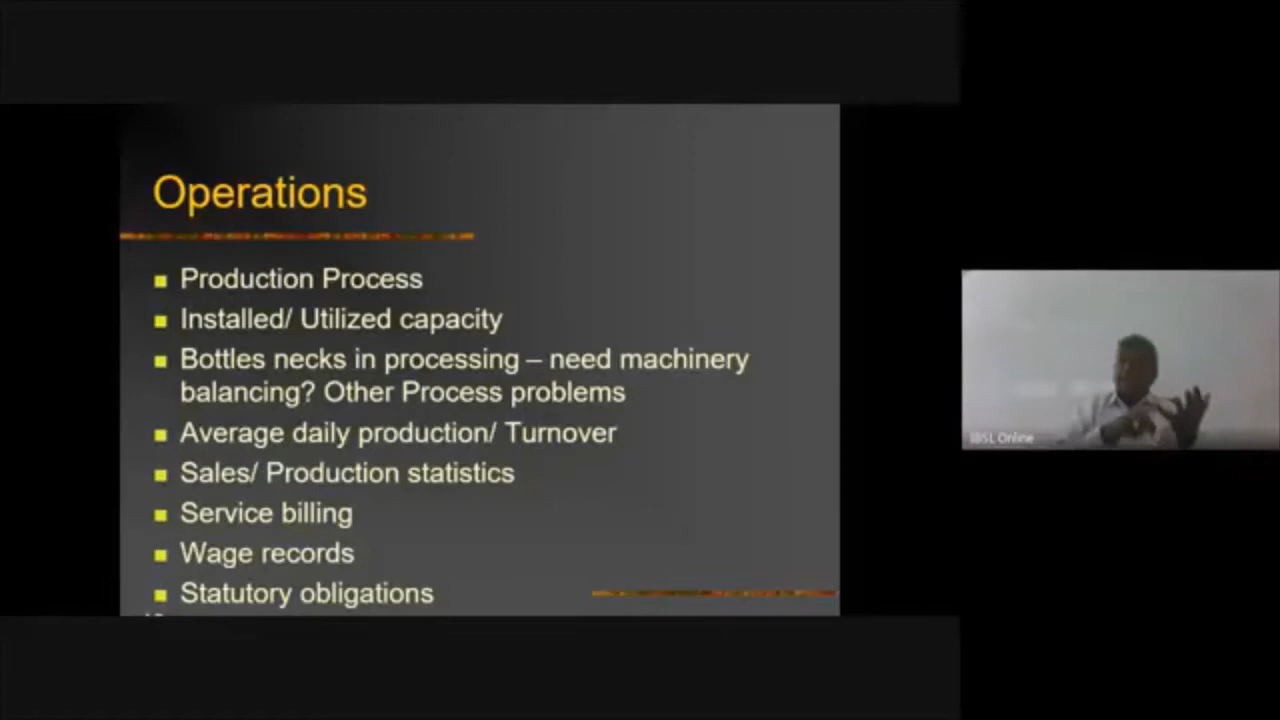 Operations
Production Process
Installed/ Utilized capacity
Bottles necks in processing – need machinery
balancing? Other Process problems
Average daily production/ Turnover
Sales/ Production statistics
Service billing
Wage records
Statutory obligations
IBSL Online